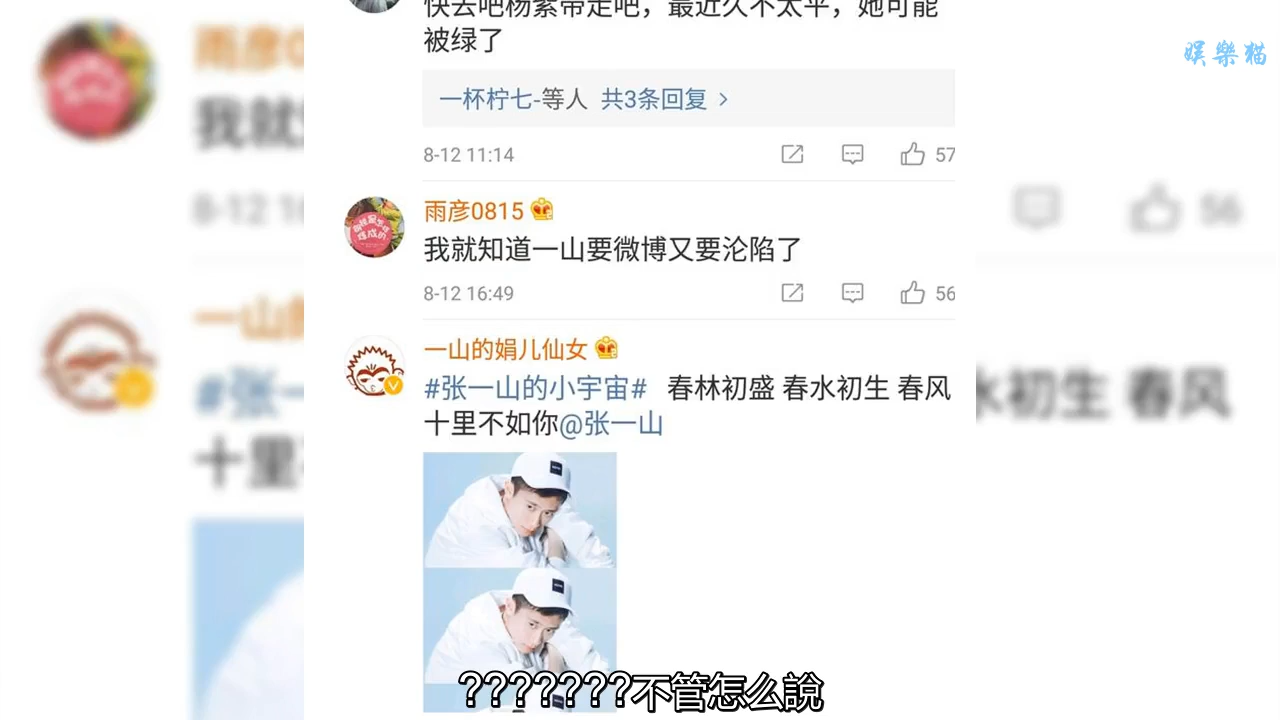 快去吧杨紫带走吧，最近又不太平，她可能
被绿了
娱樂猫
一杯柠七-等人 共3条回复 >
8-12 11:14 57
雨彦0815
我就知道一山要微博又要沦陷了
8-12 16:49 56
一山的娟儿仙女
#张一山的小宇宙# 春林初盛 春水初生 春风
十里不如你@张一山
???????不管怎么說